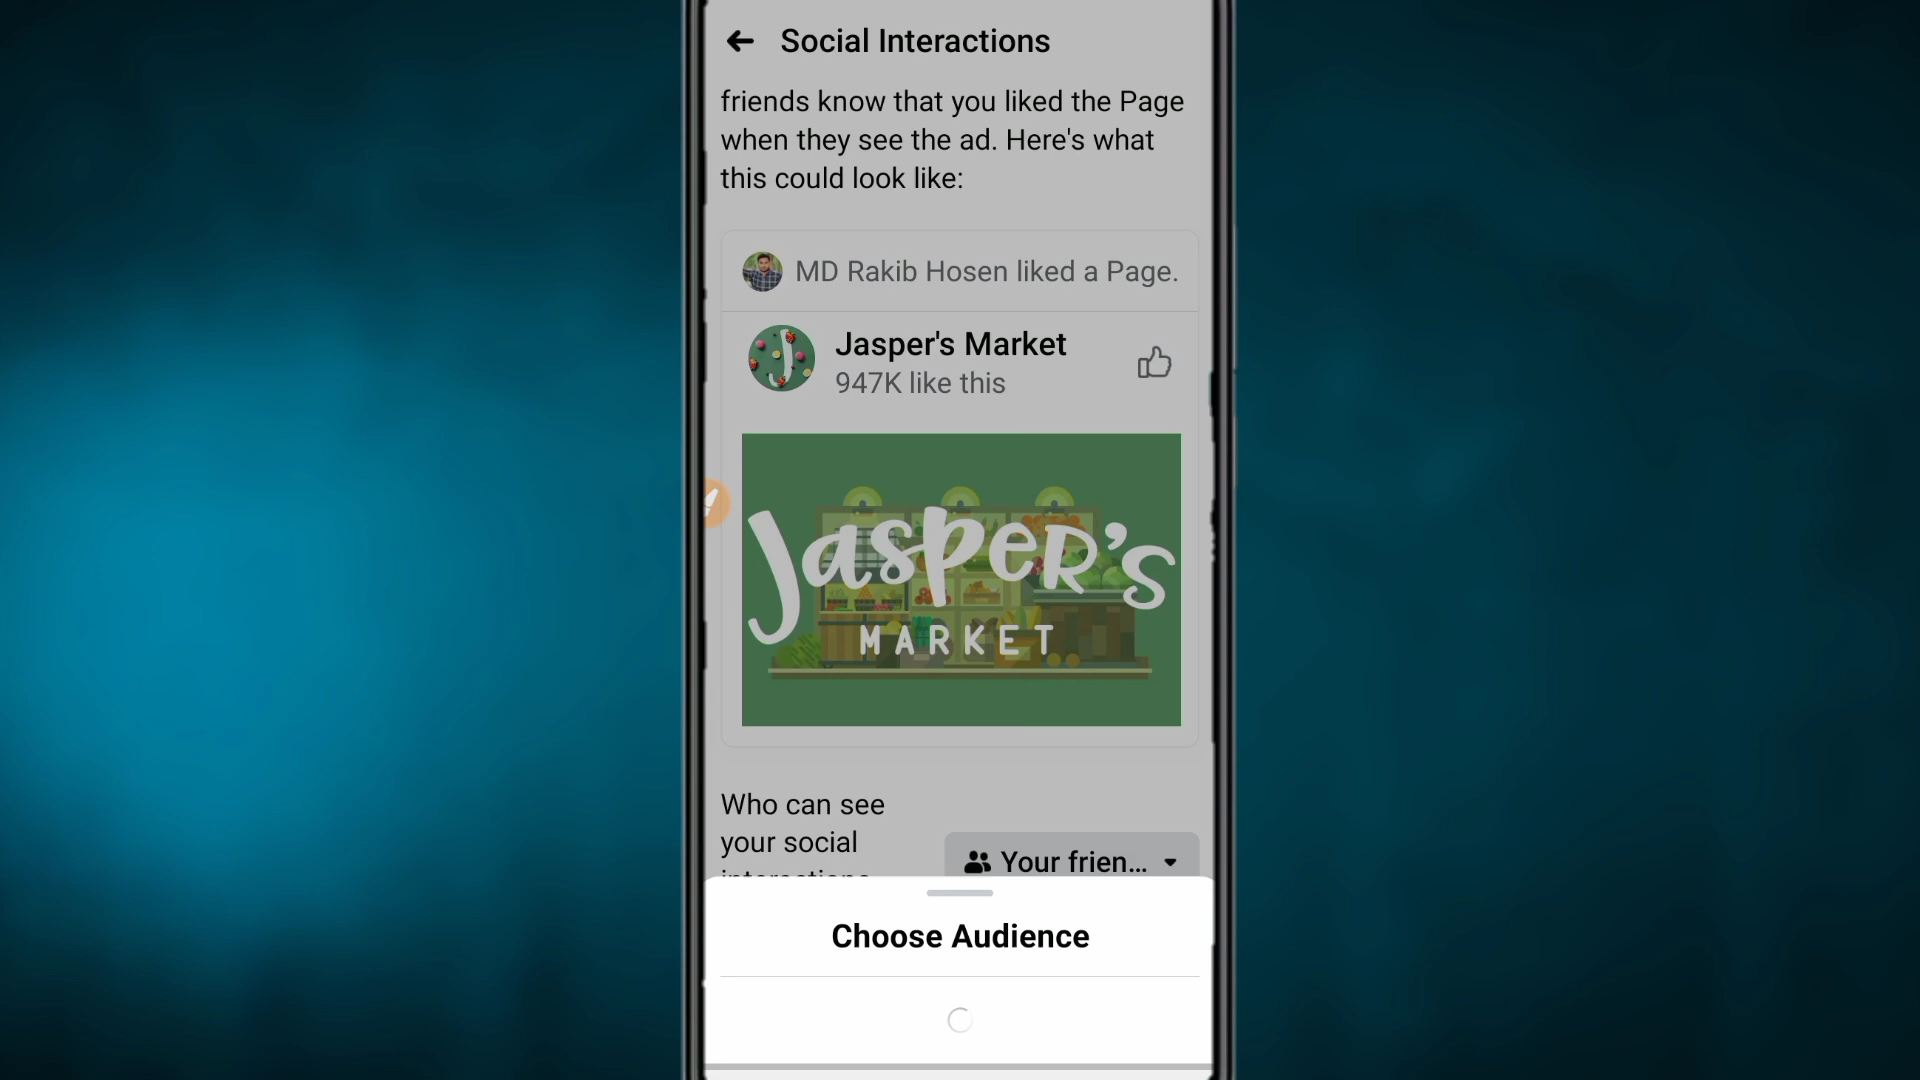 Social Interactions
friends know that you liked the Page
when they see the ad. Here's what
this could look like:
MD Rakib Hosen liked a Page.
Jasper's Market
947K like this
Jasper's
MARKET
Who can see
your social
interactions
Your frien...
Choose Audience